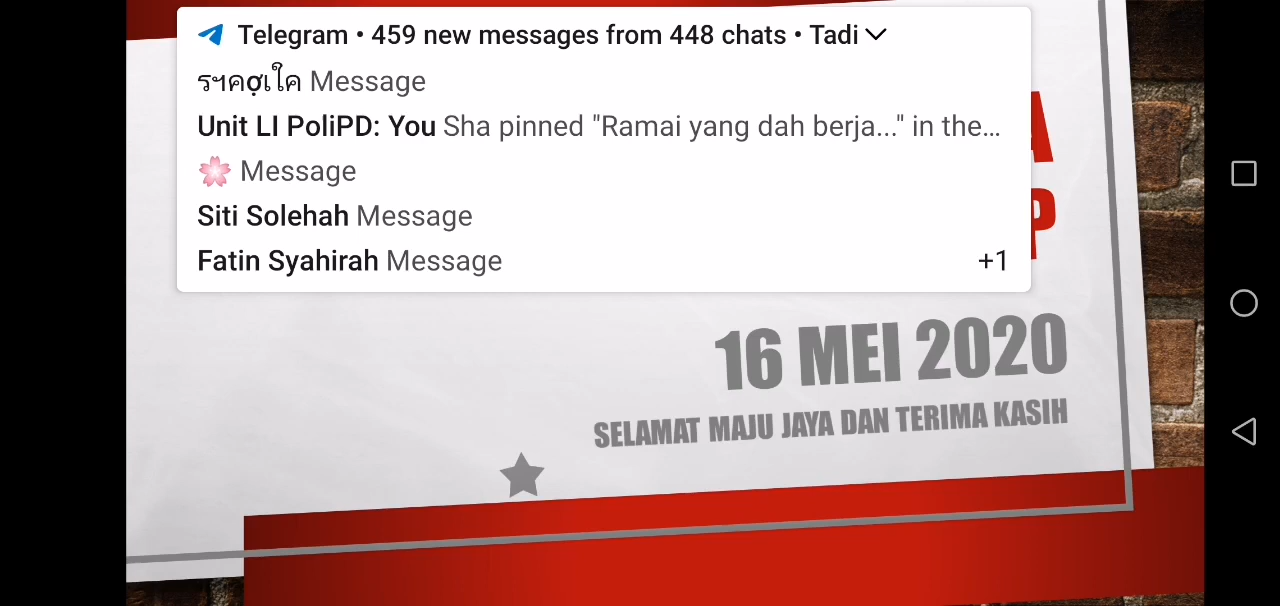 Telegram • 459 new messages from 448 chats • Tadi
รฯคợเใค Message
Unit LI PoliPD: You Sha pinned "Ramai yang dah berja..." in the...
🌸 Message
Siti Solehah Message
Fatin Syahirah Message +1
A
P
16 MEI 2020
SELAMAT MAJU JAYA DAN TERIMA KASIH